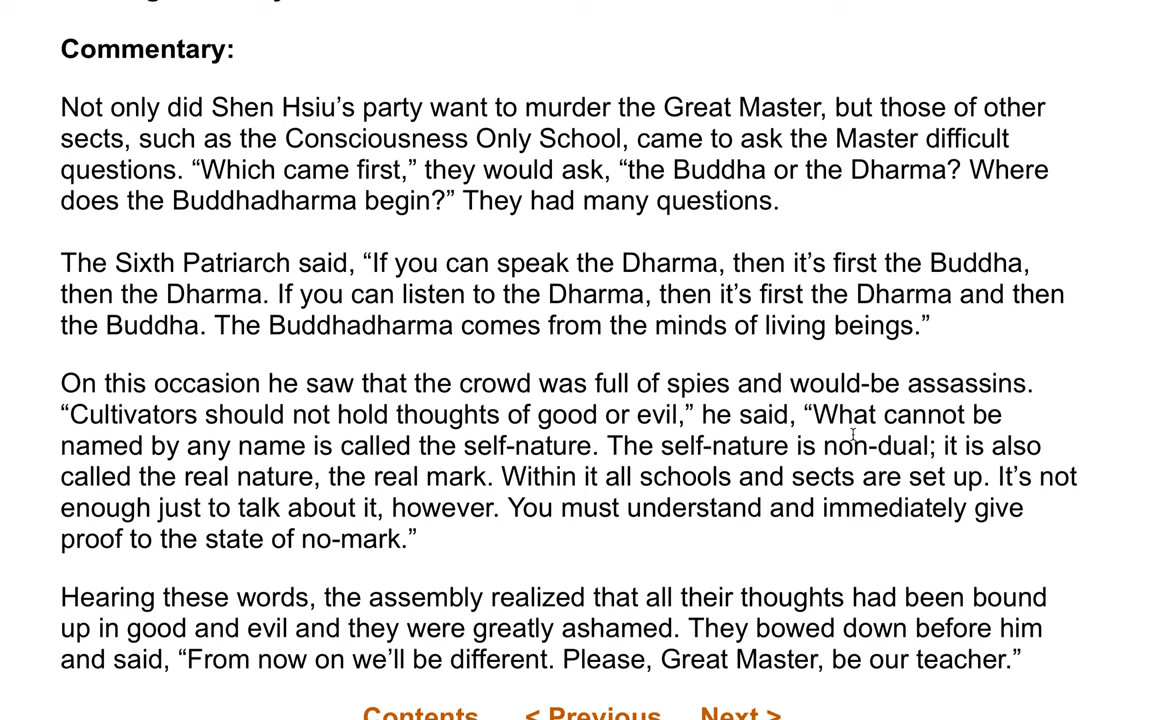 Commentary:
Not only did Shen Hsiu’s party want to murder the Great Master, but those of other
sects, such as the Consciousness Only School, came to ask the Master difficult
questions. “Which came first,” they would ask, “the Buddha or the Dharma? Where
does the Buddhadharma begin?” They had many questions.
The Sixth Patriarch said, “If you can speak the Dharma, then it’s first the Buddha,
then the Dharma. If you can listen to the Dharma, then it’s first the Dharma and then
the Buddha. The Buddhadharma comes from the minds of living beings.”
On this occasion he saw that the crowd was full of spies and would-be assassins.
“Cultivators should not hold thoughts of good or evil,” he said, “What cannot be
named by any name is called the self-nature. The self-nature is non-dual; it is also
called the real nature, the real mark. Within it all schools and sects are set up. It’s not
enough just to talk about it, however. You must understand and immediately give
proof to the state of no-mark.”
Hearing these words, the assembly realized that all their thoughts had been bound
up in good and evil and they were greatly ashamed. They bowed down before him
and said, “From now on we’ll be different. Please, Great Master, be our teacher.”
Contents < Previous Next >